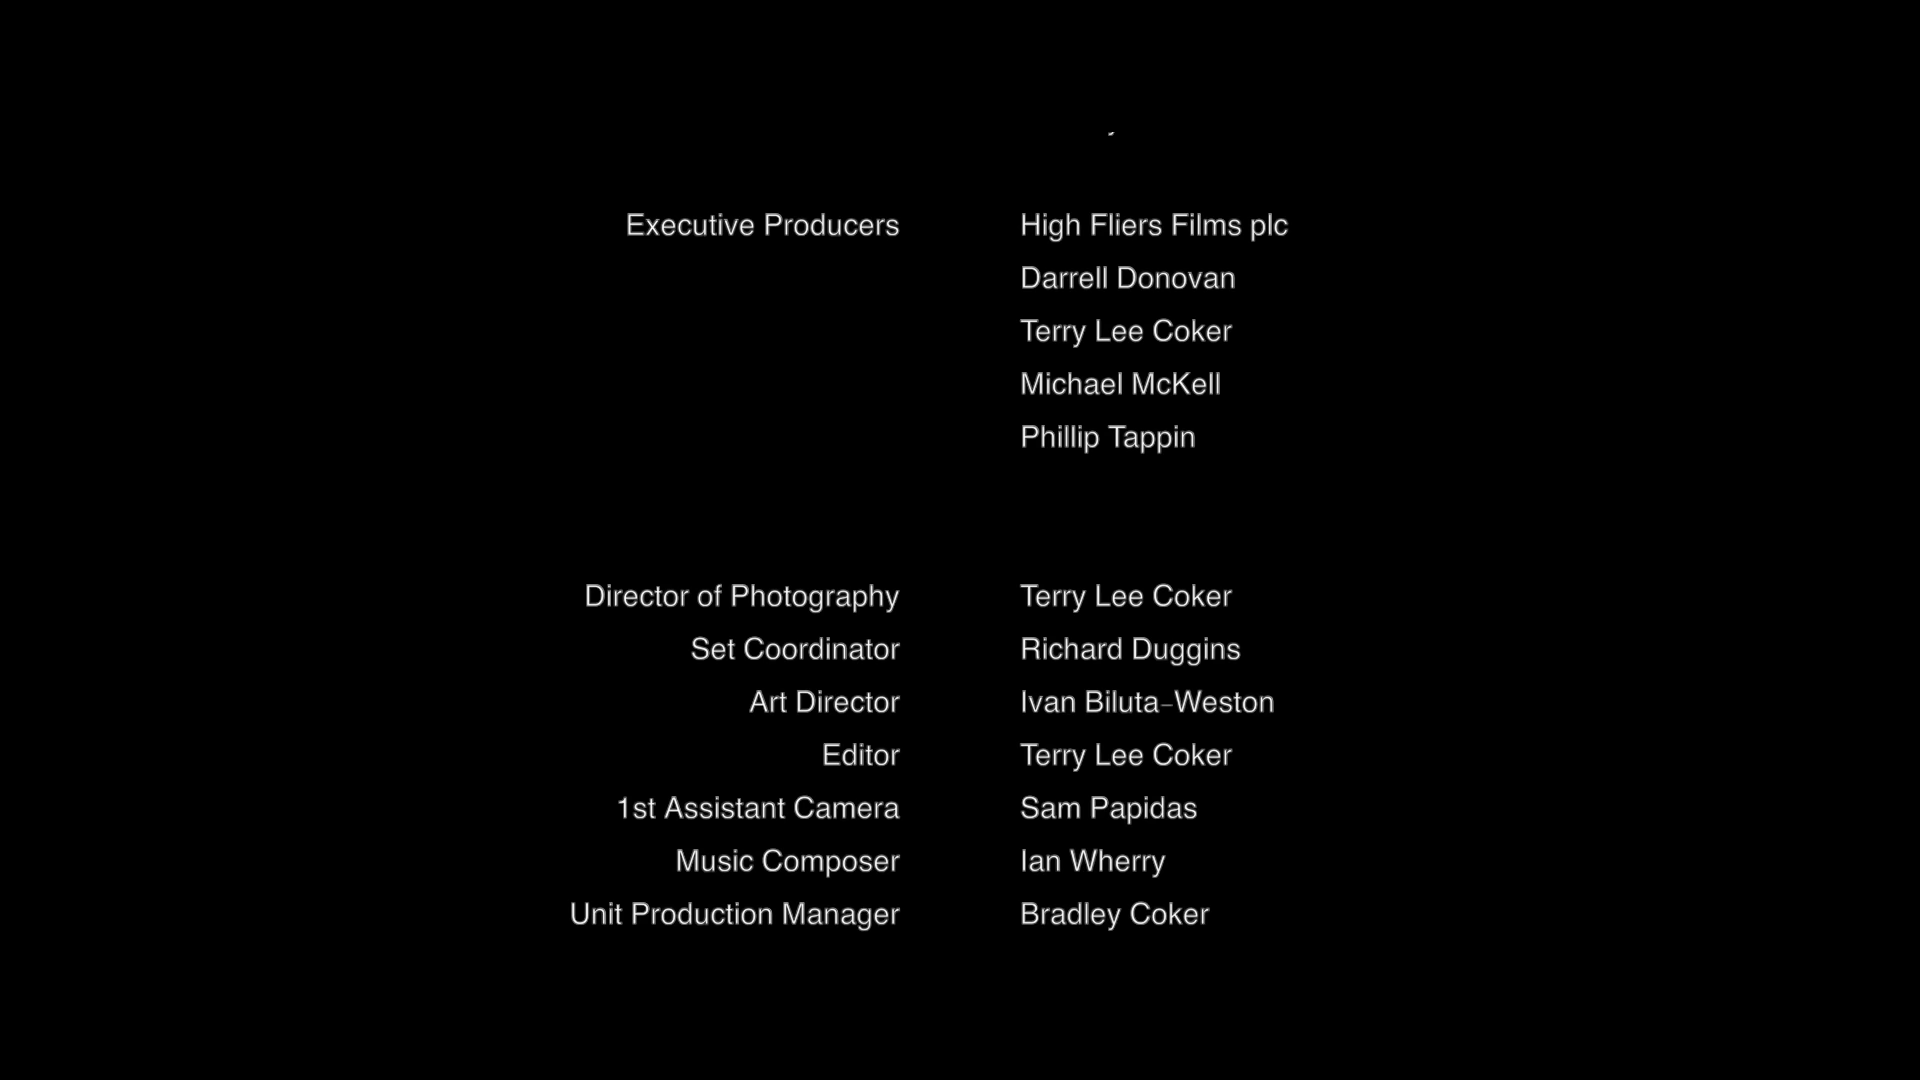 Executive Producers High Fliers Films plc
Darrell Donovan
Terry Lee Coker
Michael McKell
Phillip Tappin
Director of Photography Terry Lee Coker
Set Coordinator Richard Duggins
Art Director Ivan Biluta-Weston
Editor Terry Lee Coker
1st Assistant Camera Sam Papidas
Music Composer Ian Wherry
Unit Production Manager Bradley Coker